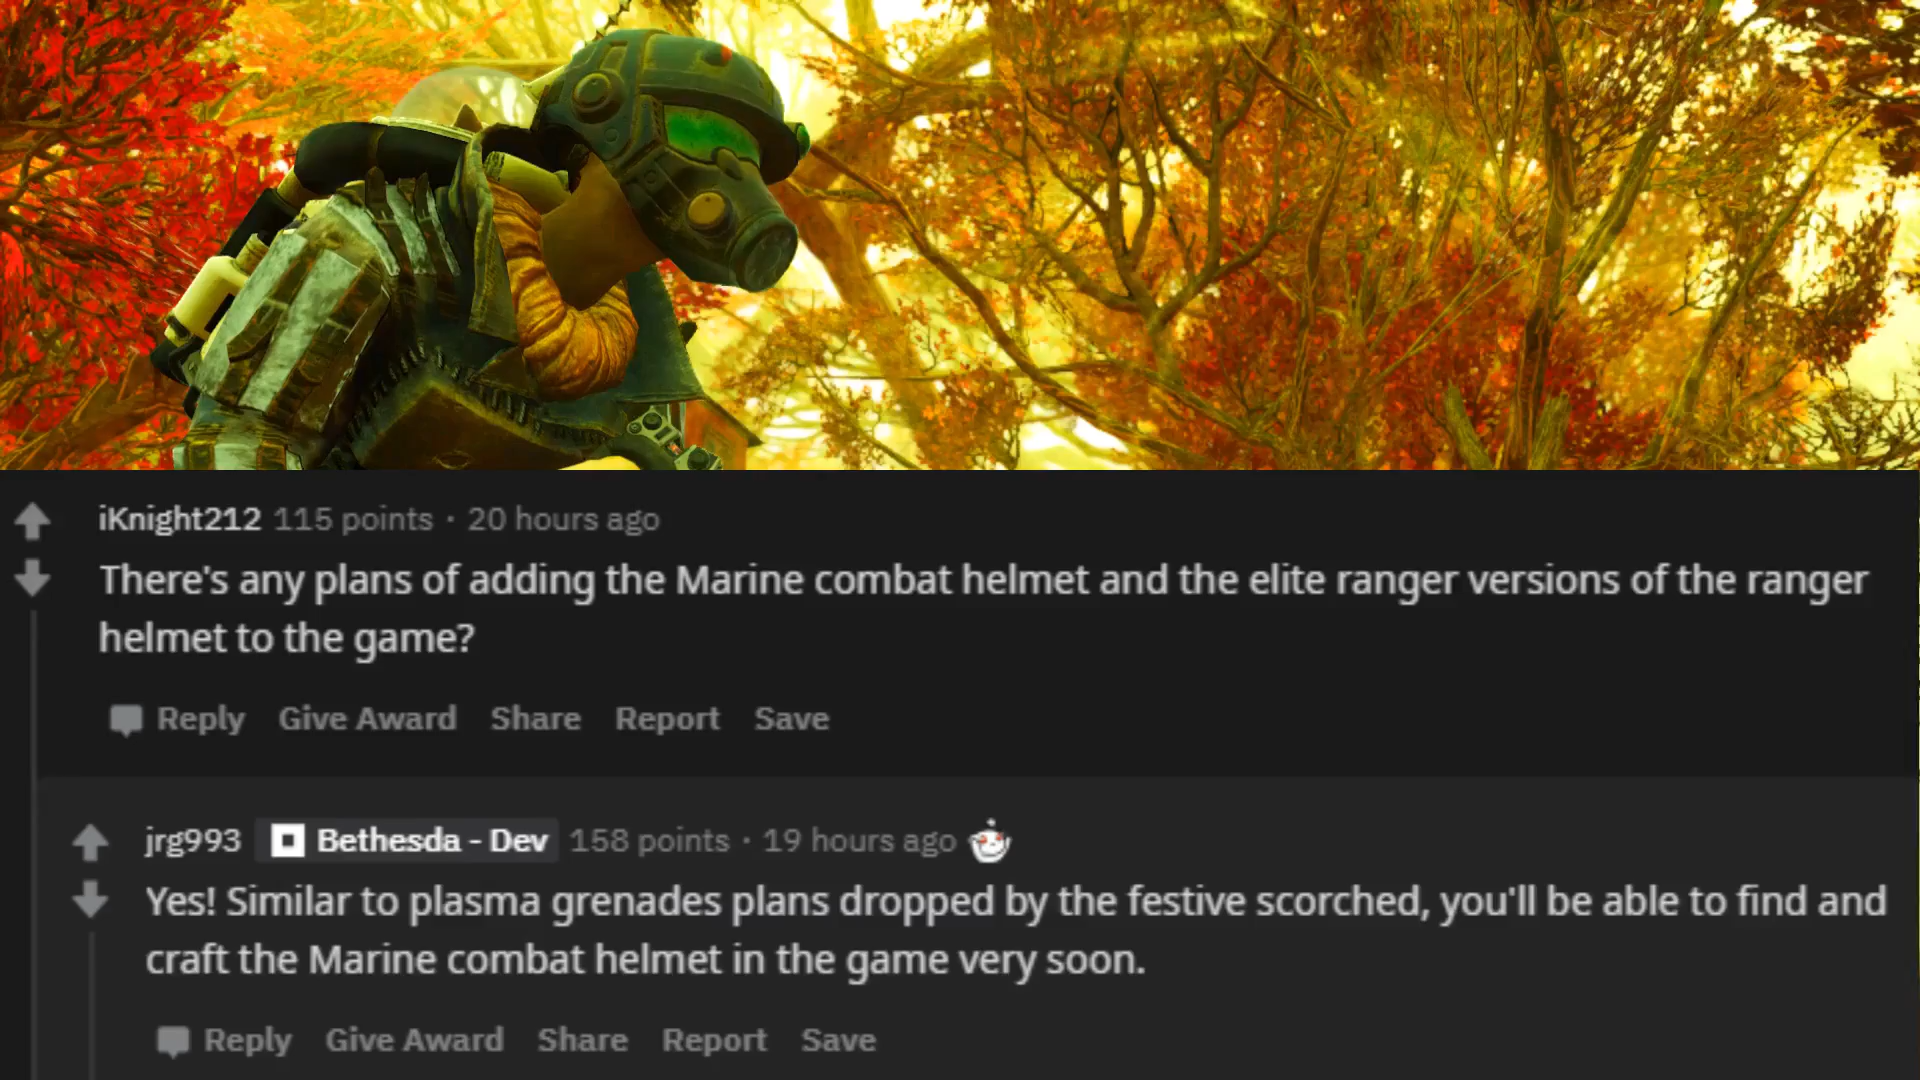 iKnight212 115 points · 20 hours ago
There's any plans of adding the Marine combat helmet and the elite ranger versions of the ranger
helmet to the game?
Reply Give Award Share Report Save
jrg993 Bethesda - Dev 158 points · 19 hours ago
Yes! Similar to plasma grenades plans dropped by the festive scorched, you'll be able to find and
craft the Marine combat helmet in the game very soon.
Reply Give Award Share Report Save